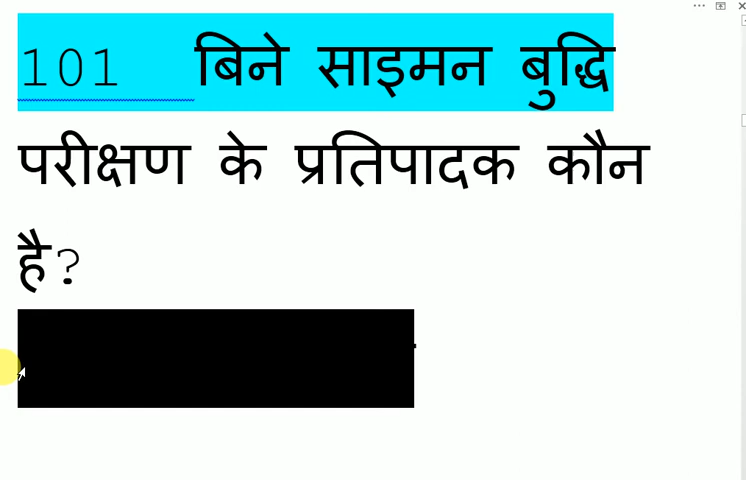 101 बिने साइमन बुद्धि
परीक्षण के प्रतिपादक कौन
है?